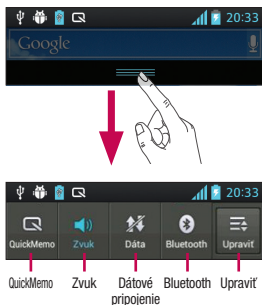 20:33
Google
20:33
QuickMemo Zvuk Dáta Bluetooth Upraviť
QuickMemo Zvuk Dátové pripojenie Bluetooth Upraviť